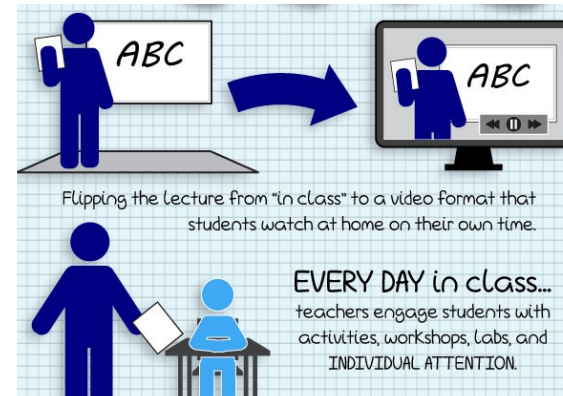 ABC
ABC
Flipping the lecture from "in class" to a video format that
students watch at home on their own time.
EVERY DAY in class...
teachers engage students with
activities, workshops, labs, and
INDIVIDUAL ATTENTION.